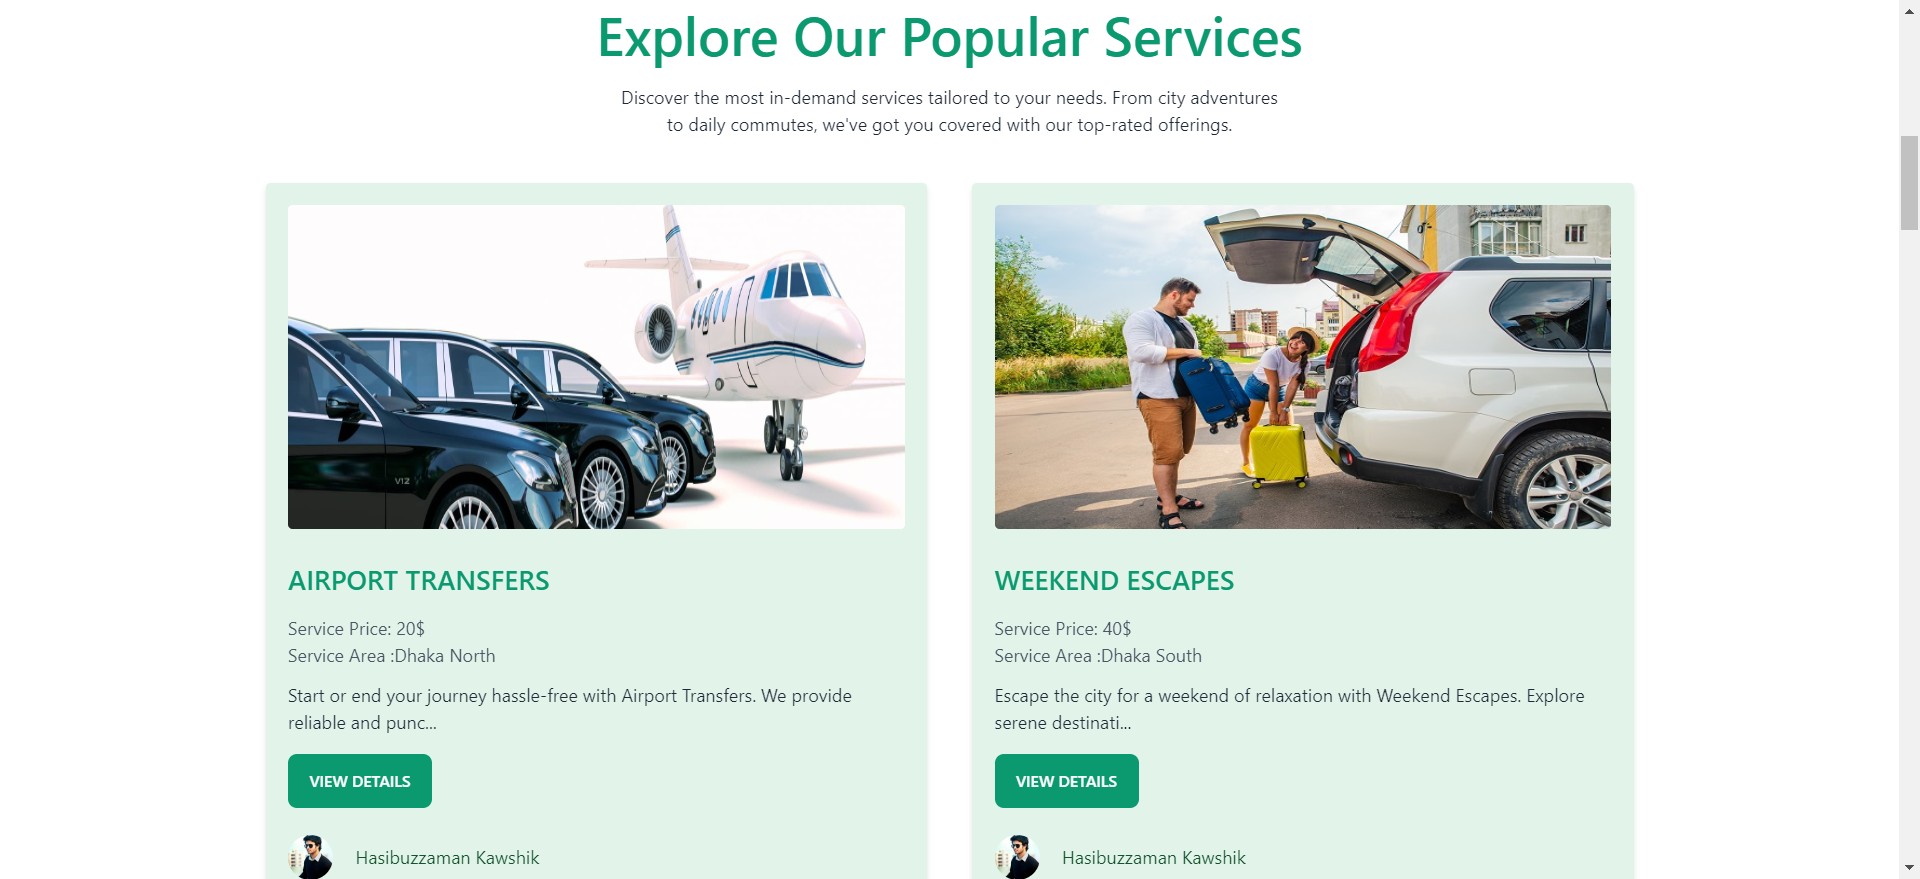 Explore Our Popular Services
Discover the most in-demand services tailored to your needs. From city adventures
to daily commutes, we've got you covered with our top-rated offerings.
V12
AIRPORT TRANSFERS
Service Price: 20$
Service Area :Dhaka North
Start or end your journey hassle-free with Airport Transfers. We provide
reliable and punc...
VIEW DETAILS
Hasibuzzaman Kawshik
WEEKEND ESCAPES
Service Price: 40$
Service Area :Dhaka South
Escape the city for a weekend of relaxation with Weekend Escapes. Explore
serene destinati...
VIEW DETAILS
Hasibuzzaman Kawshik